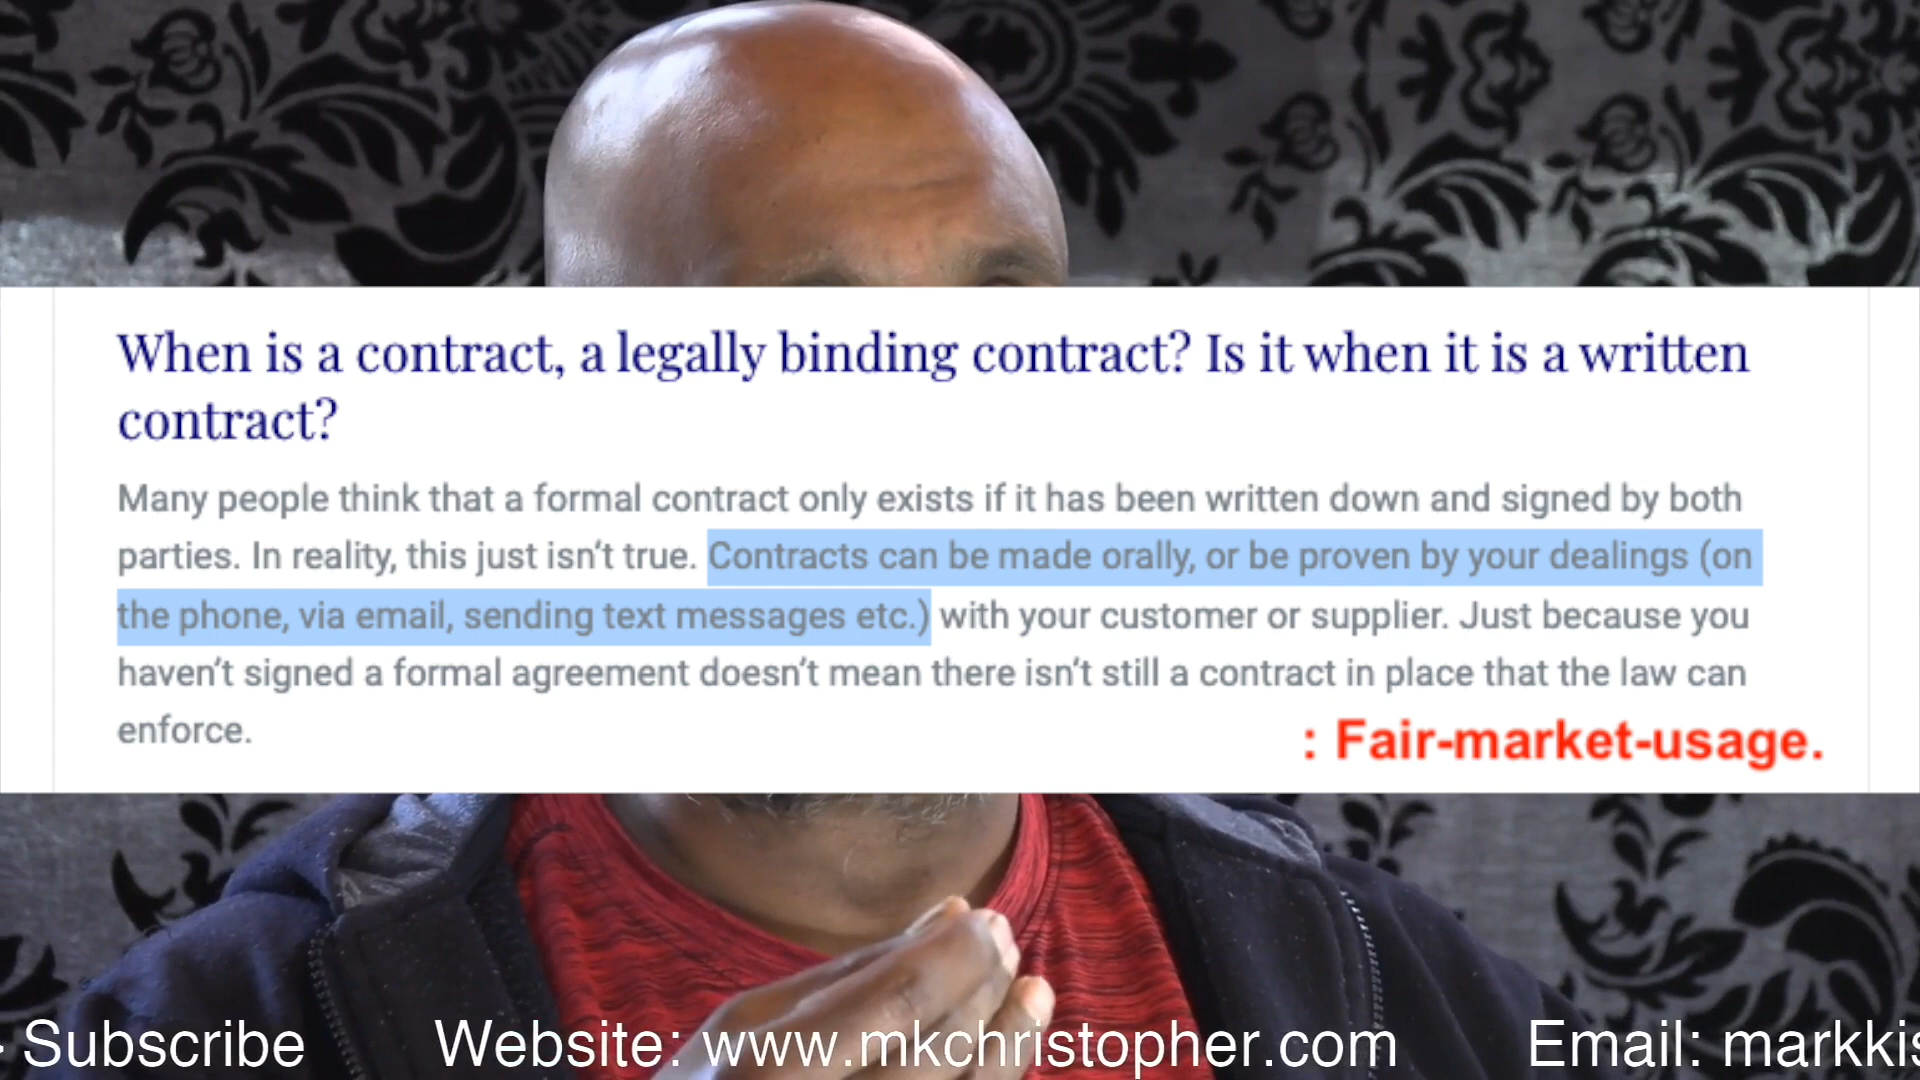 When is a contract, a legally binding contract? Is it when it is a written
contract?
Many people think that a formal contract only exists if it has been written down and signed by both
parties. In reality, this just isn't true. Contracts can be made orally, or be proven by your dealings (on
the phone, via email, sending text messages etc.) with your customer or supplier. Just because you
haven't signed a formal agreement doesn't mean there isn't still a contract in place that the law can
enforce.
: Fair-market-usage.
Subscribe Website: www.mkchristopher.com Email: markkis